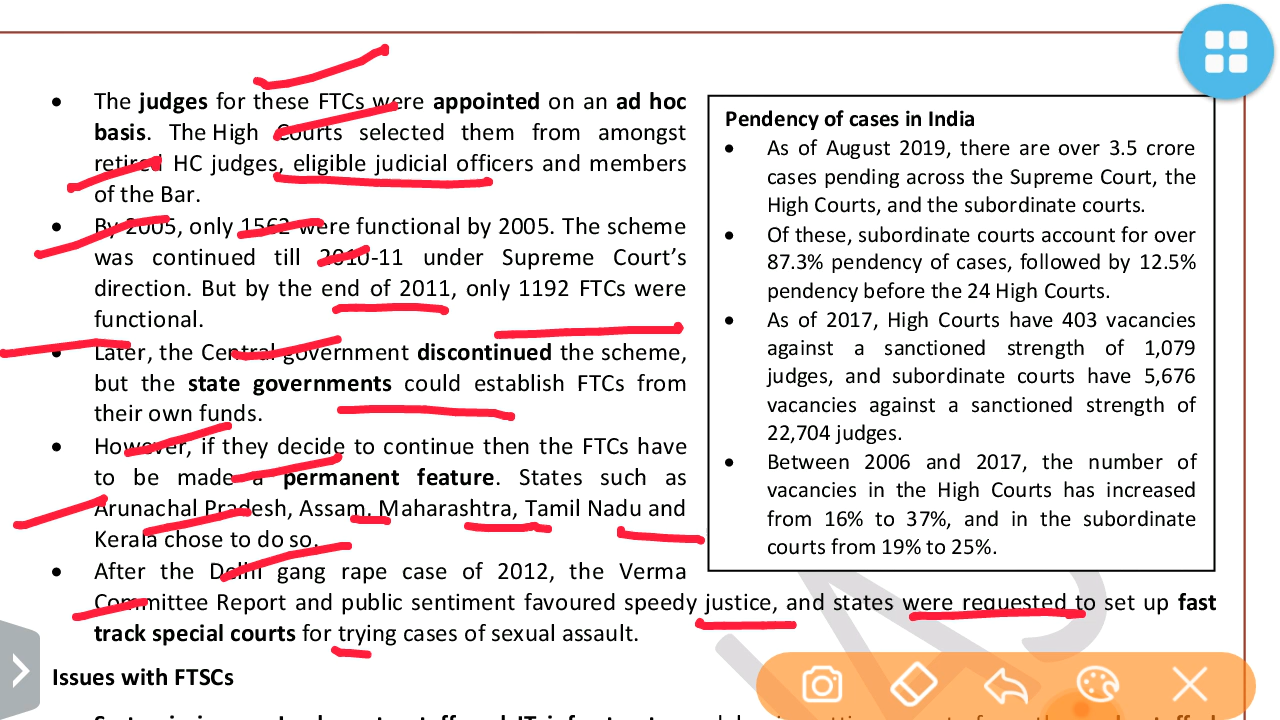 • The judges for these FTCs were appointed on an ad hoc
basis. The High Courts selected them from amongst
retired HC judges, eligible judicial officers and members
of the Bar.
• By 2005, only 1562 were functional by 2005. The scheme
was continued till 2010-11 under Supreme Court’s
direction. But by the end of 2011, only 1192 FTCs were
functional.
• Later, the Central government discontinued the scheme,
but the state governments could establish FTCs from
their own funds.
• However, if they decide to continue then the FTCs have
to be made a permanent feature. States such as
Arunachal Pradesh, Assam, Maharashtra, Tamil Nadu and
Kerala chose to do so.
• After the Delhi gang rape case of 2012, the Verma
Committee Report and public sentiment favoured speedy justice, and states were requested to set up fast
track special courts for trying cases of sexual assault.
Pendency of cases in India
• As of August 2019, there are over 3.5 crore
cases pending across the Supreme Court, the
High Courts, and the subordinate courts.
• Of these, subordinate courts account for over
87.3% pendency of cases, followed by 12.5%
pendency before the 24 High Courts.
• As of 2017, High Courts have 403 vacancies
against a sanctioned strength of 1,079
judges, and subordinate courts have 5,676
vacancies against a sanctioned strength of
22,704 judges.
• Between 2006 and 2017, the number of
vacancies in the High Courts has increased
from 16% to 37%, and in the subordinate
courts from 19% to 25%.
Issues with FTSCs